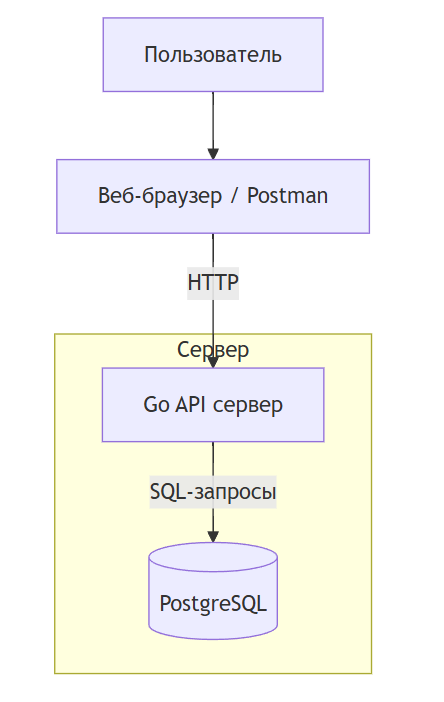 Пользователь
Веб-браузер / Postman
HTTP
Сервер
Go API сервер
SQL-запросы
PostgreSQL